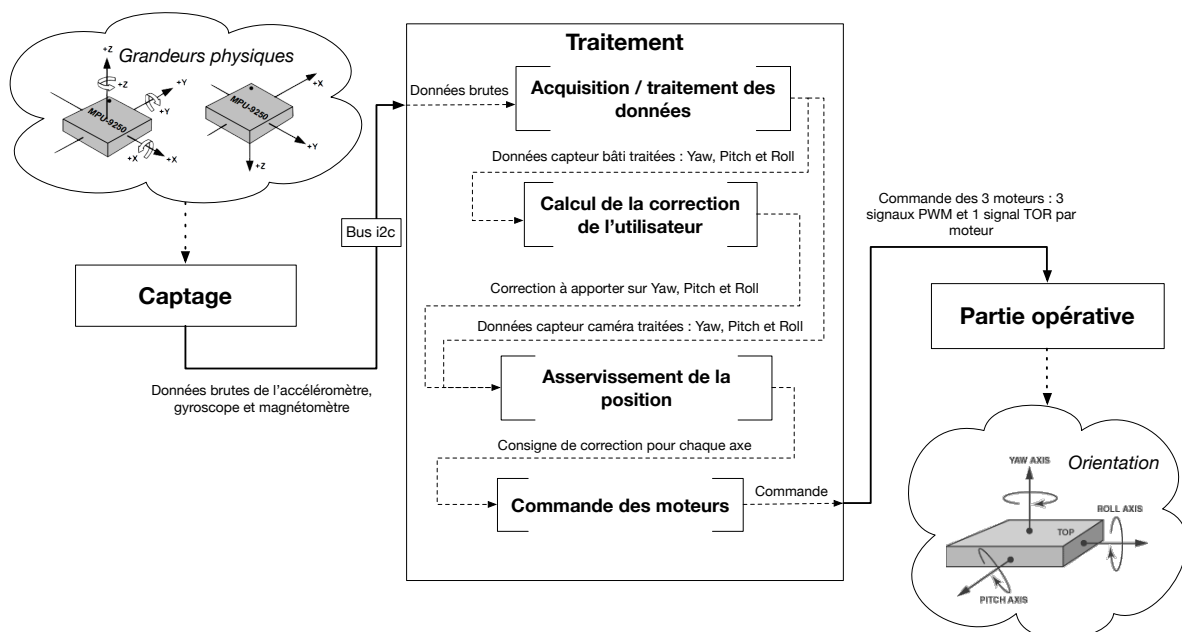 Grandeurs physiques
+Z
+Z
+Y
+Y
MPU-9250
+X
+X
+X
MPU-9250
+Y
+Z
Captage
Données brutes de l'accéléromètre,
gyroscope et magnétomètre
Bus i2c
Traitement
Données brutes
Acquisition / traitement des
données
Données capteur bâti traitées : Yaw, Pitch et Roll
Calcul de la correction
de l'utilisateur
Correction à apporter sur Yaw, Pitch et Roll
Données capteur caméra traitées : Yaw, Pitch et Roll
Asservissement de la
position
Consigne de correction pour chaque axe
Commande des moteurs
Commande
Commande des 3 moteurs : 3
signaux PWM et 1 signal TOR par
moteur
Partie opérative
Orientation
YAW AXIS
ROLL AXIS
TOP
PITCH AXIS